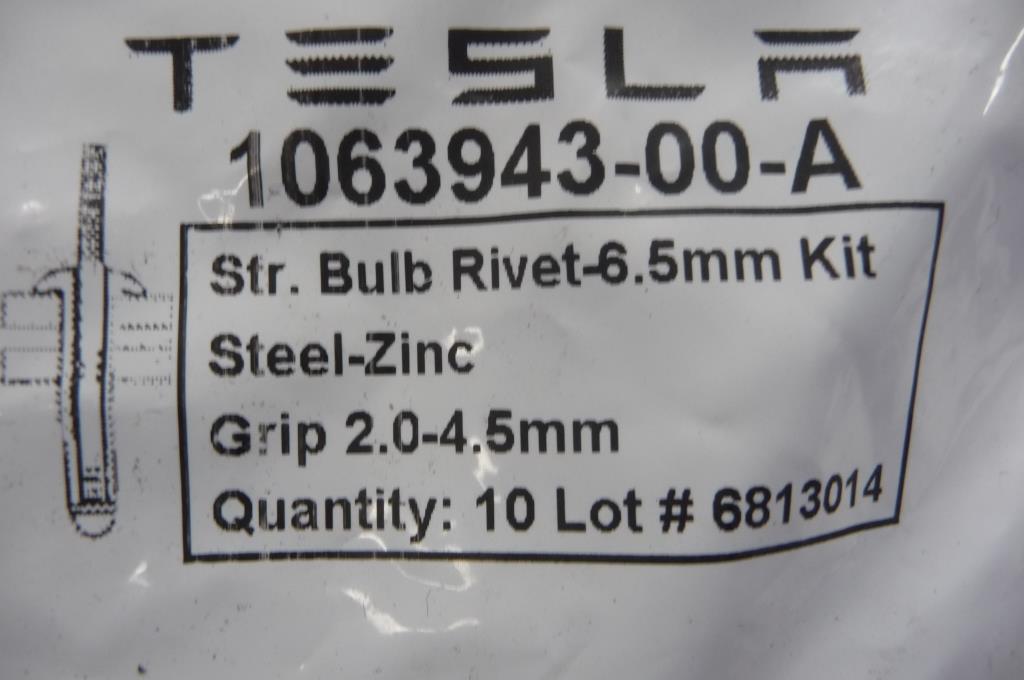 TESLA
1063943-00-A
Str. Bulb Rivet-6.5mm Kit
Steel-Zinc
Grip 2.0-4.5mm
Quantity: 10 Lot # 6813014